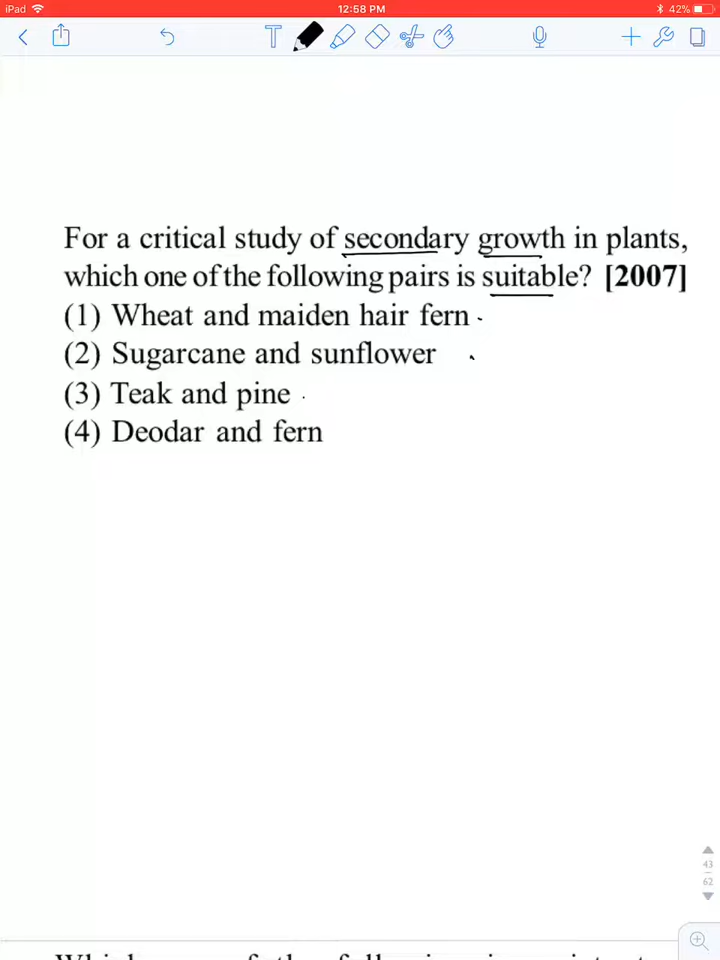 iPad 12:58 PM 42%
T
For a critical study of secondary growth in plants,
which one of the following pairs is suitable? [2007]
(1) Wheat and maiden hair fern
(2) Sugarcane and sunflower
(3) Teak and pine
(4) Deodar and fern
43
62